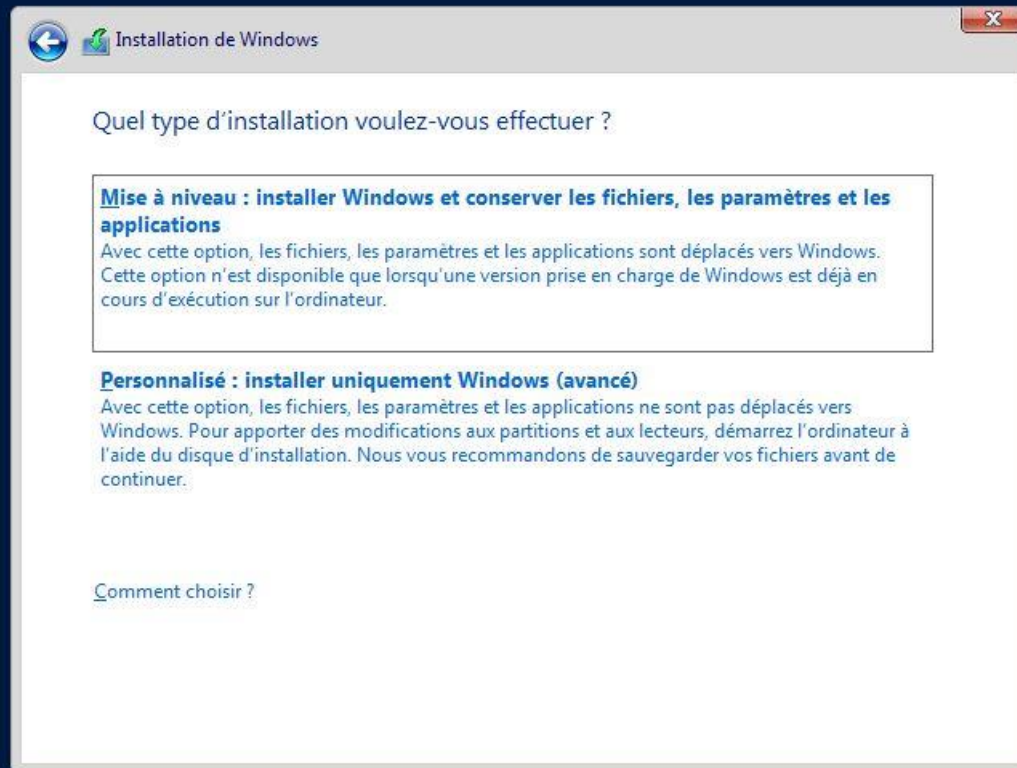 Installation de Windows
Quel type d'installation voulez-vous effectuer ?
Mise à niveau : installer Windows et conserver les fichiers, les paramètres et les
applications
Avec cette option, les fichiers, les paramètres et les applications sont déplacés vers Windows.
Cette option n'est disponible que lorsqu'une version prise en charge de Windows est déjà en
cours d'exécution sur l'ordinateur.
Personnalisé : installer uniquement Windows (avancé)
Avec cette option, les fichiers, les paramètres et les applications ne sont pas déplacés vers
Windows. Pour apporter des modifications aux partitions et aux lecteurs, démarrez l'ordinateur à
l'aide du disque d'installation. Nous vous recommandons de sauvegarder vos fichiers avant de
continuer.
Comment choisir ?